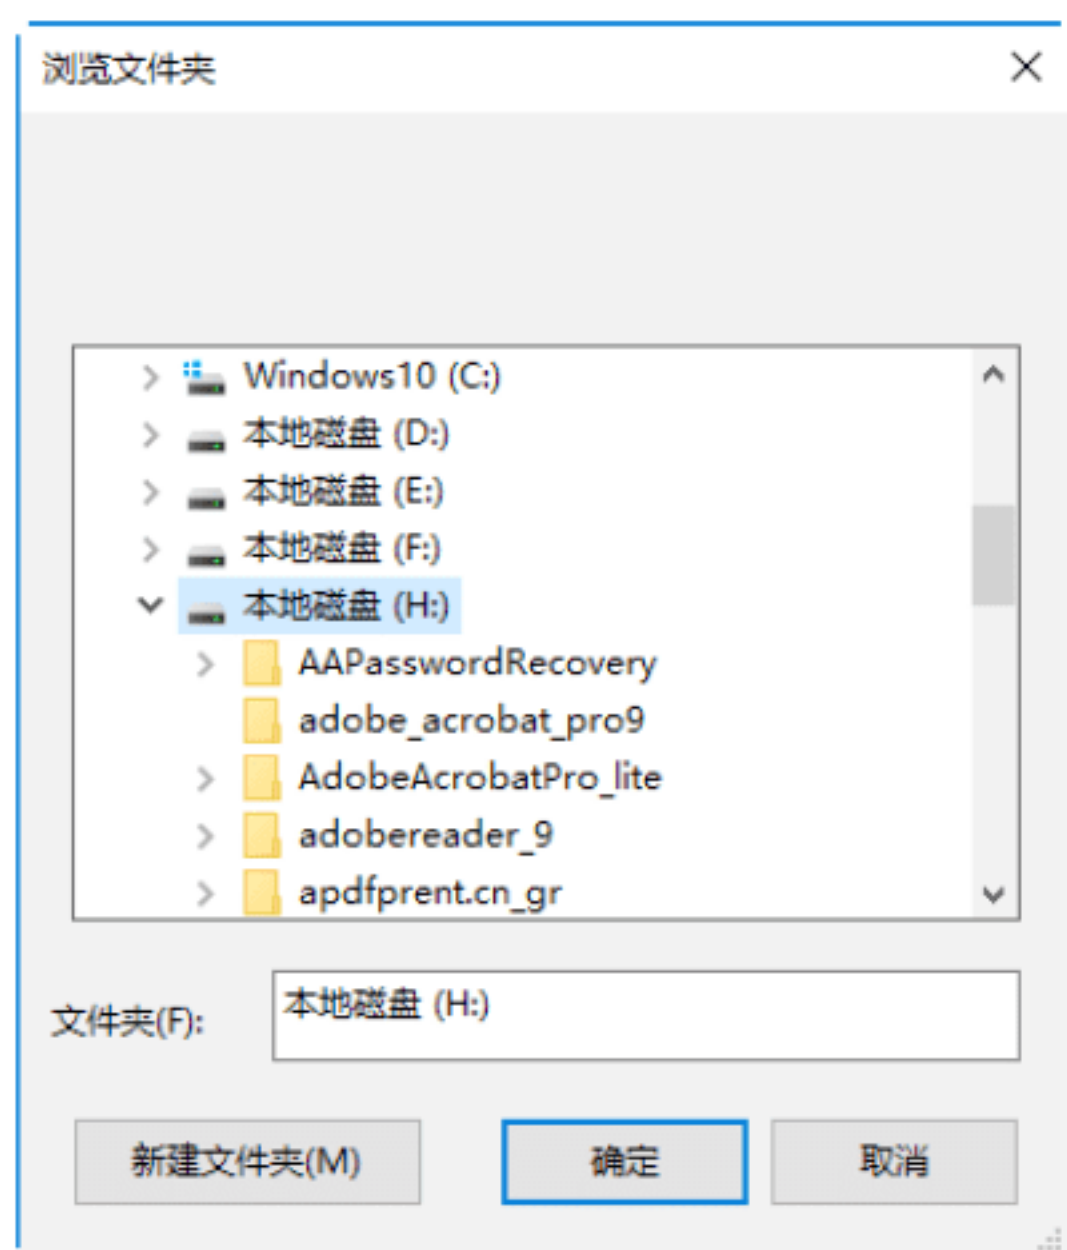 浏览文件夹
Windows10 (C:)
本地磁盘 (D:)
本地磁盘 (E:)
本地磁盘 (F:)
本地磁盘 (H:)
AAPasswordRecovery
adobe_acrobat_pro9
AdobeAcrobatPro_lite
adobereader_9
apdfprent.cn_gr
文件夹(F): 本地磁盘 (H:)
新建文件夹(M) 确定 取消